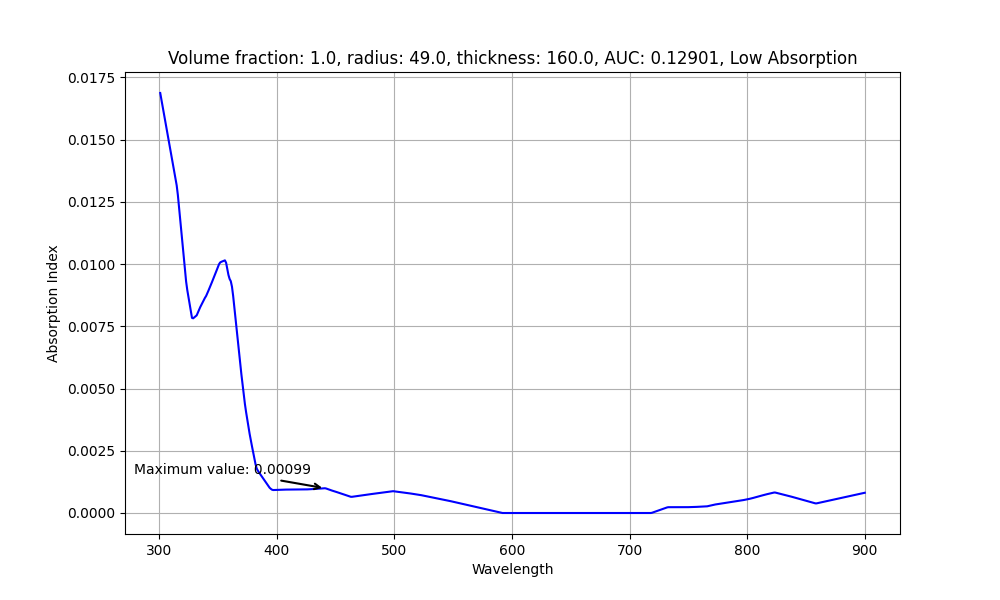 Volume fraction: 1.0, radius: 49.0, thickness: 160.0, AUC: 0.12901, Low Absorption
0.0175
0.0150
0.0125
0.0100
0.0075
0.0050
0.0025
0.0000
Absorption Index
Maximum value: 0.00099
300 400 500 600 700 800 900
Wavelength